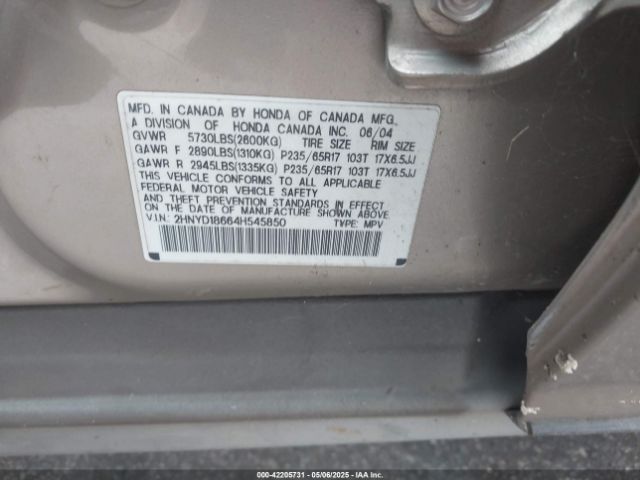 MFD. IN CANADA BY HONDA OF CANADA MFG.,
A DIVISION OF HONDA CANADA INC. 06/04
GVWR 5730LBS(2600KG) TIRE SIZE RIM SIZE
GAWR F 2890LBS(1310KG) P235/65R17 103T 17X6.5JJ
GAWR R 2945LBS(1335KG) P235/65R17 103T 17X6.5JJ
THIS VEHICLE CONFORMS TO ALL APPLICABLE
FEDERAL MOTOR VEHICLE SAFETY
AND THEFT PREVENTION STANDARDS IN EFFECT
ON THE DATE OF MANUFACTURE SHOWN ABOVE.
V.I.N: 2HNYD18664H545850 TYPE: MPV
000-42205731 - 05/06/2025 - IAA Inc.